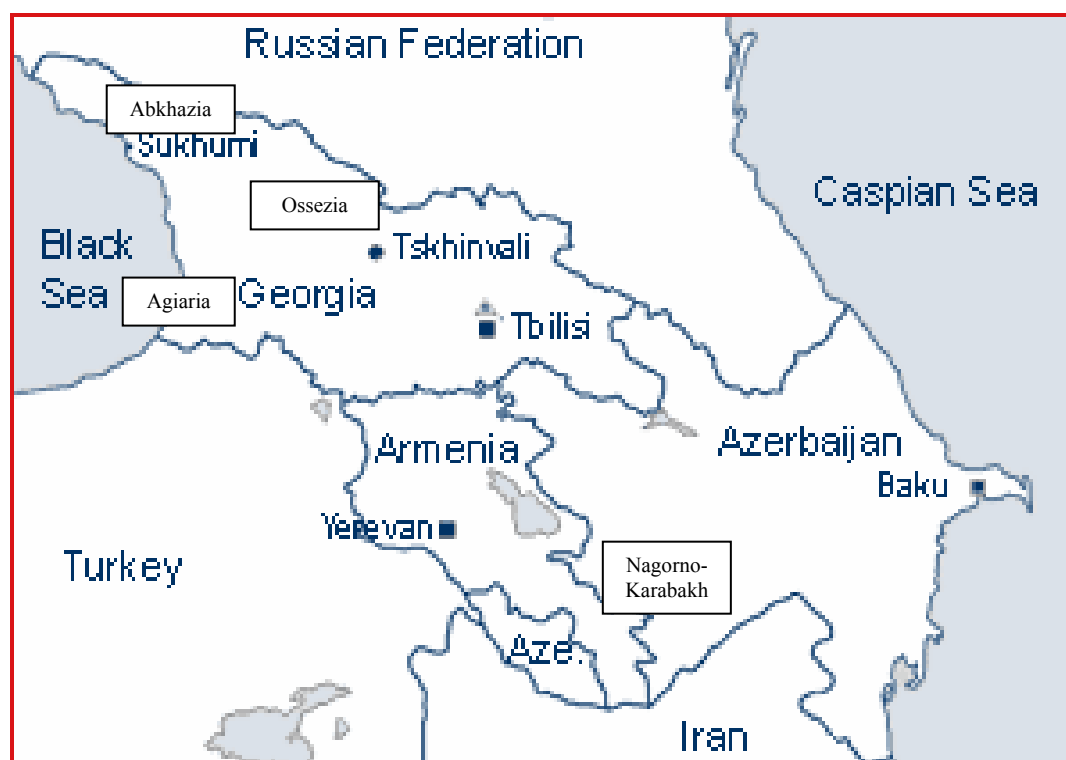 Russian Federation
Abkhazia
Sukhumi
Caspian Sea
Ossezia
Black
Sea
Tskhinvali
Agiaria
Georgia
Tbilisi
Armenia
Azerbaijan
Baku
Yerevan
Turkey
Nagorno-
Karabakh
Aze.
Iran